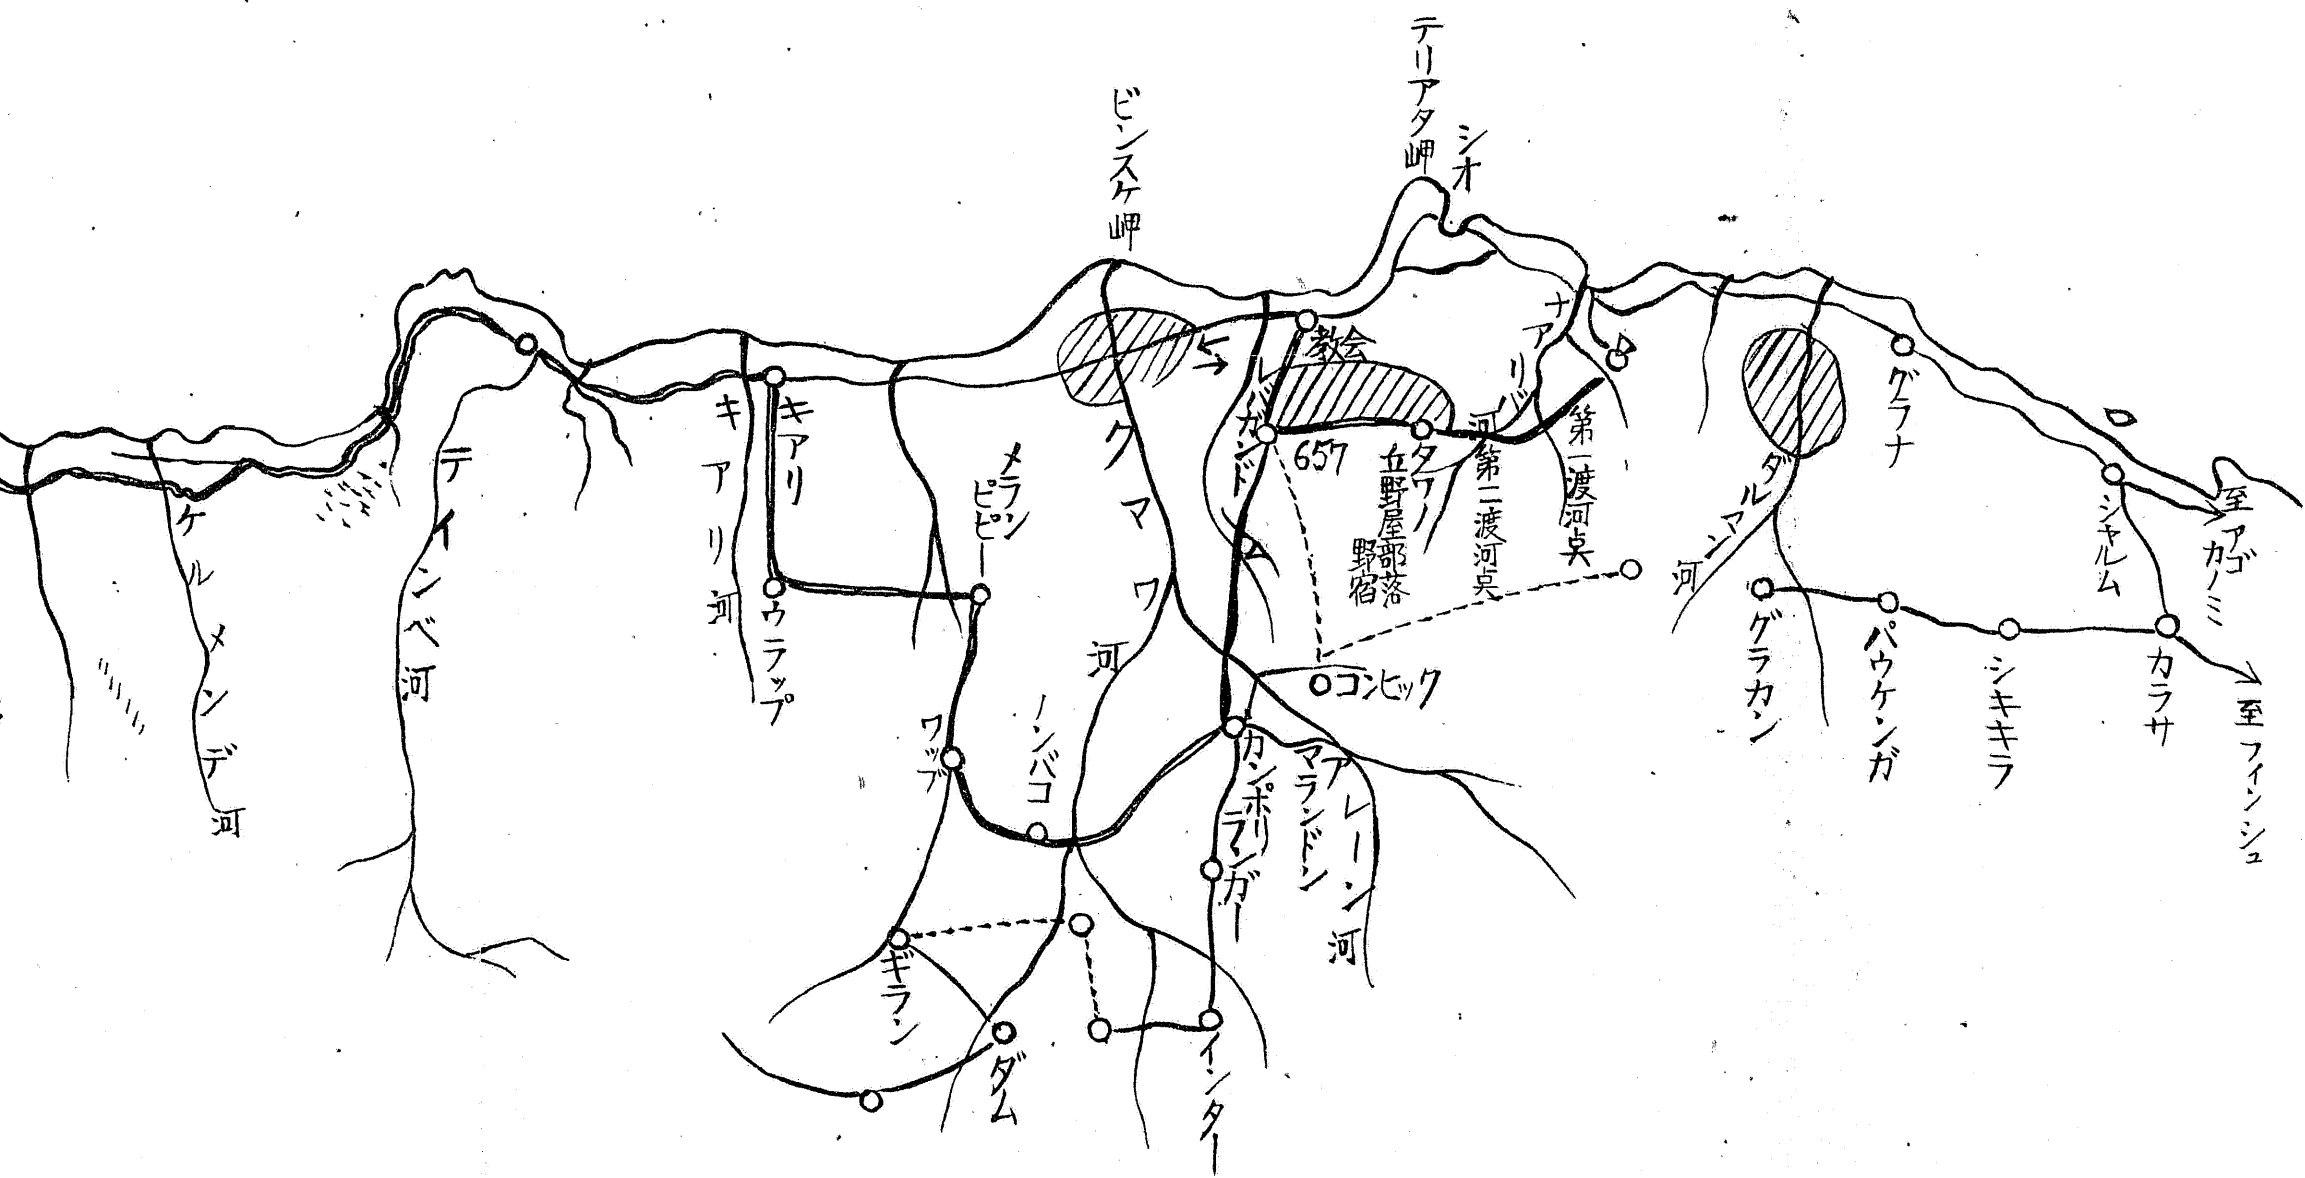 テリアタ岬
シオ
ビンスケ岬
ナアリバ河
教会
レガンド
657
タワノ
丘野屋部落
野宿
第二渡河点
第一渡河点
グラナ
ダルマン河
シャルム
至アゴ
カノミ
グラカン
パウケンガ
シキキラ
カラサ
至フィンシュ
クマワ河
メラン
ピピー
キアリ
キアリ河
ウラップ
ワップ
ノンバコ
コンヒック
カンポリ
ランガー
マランドン
アレーン河
ギラン
ダム
インター
テインベ河
ケルメンデ河